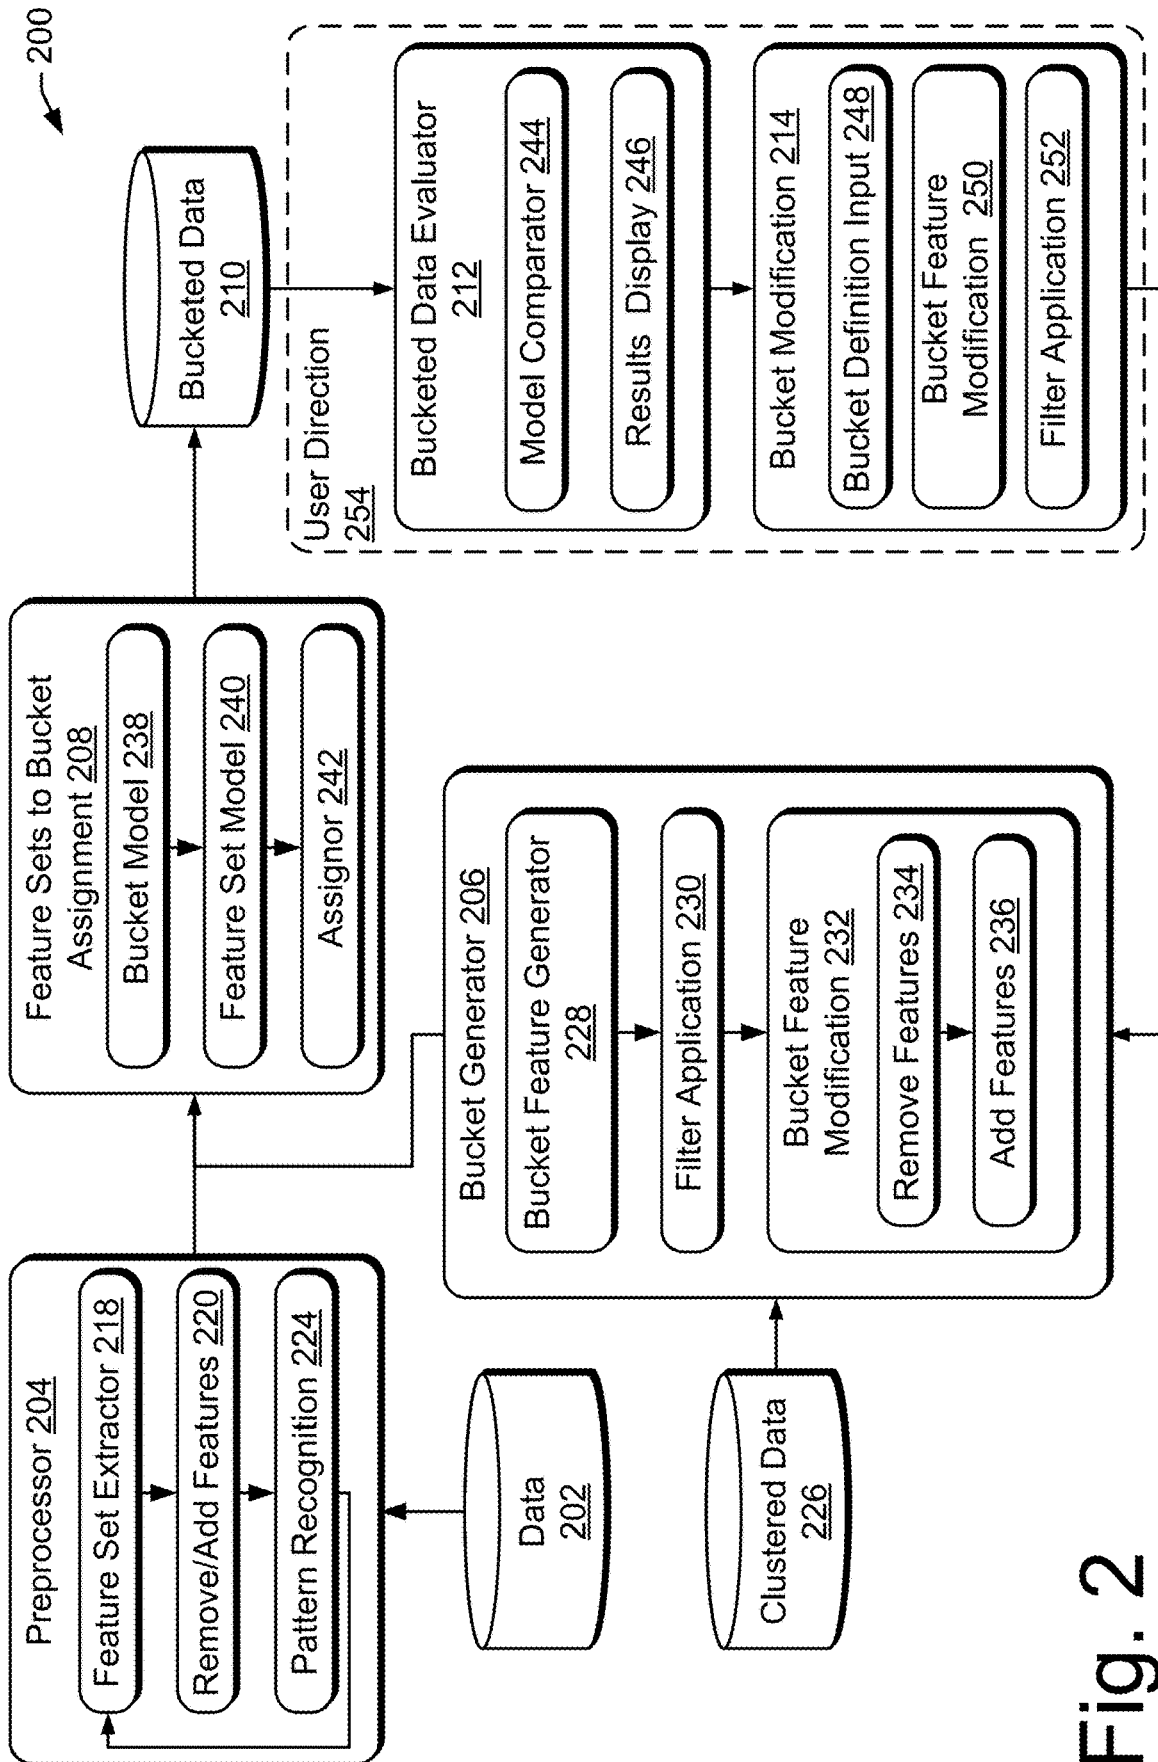 200
Preprocessor 204
Feature Set Extractor 218
Remove/Add Features 220
Pattern Recognition 224
Data
202
Clustered Data
226
Feature Sets to Bucket
Assignment 208
Bucket Model 238
Feature Set Model 240
Assignor 242
Bucket Generator 206
Bucket Feature Generator
228
Filter Application 230
Bucket Feature
Modification 232
Remove Features 234
Add Features 236
Bucketed Data
210
User Direction
254
Bucketed Data Evaluator
212
Model Comparator 244
Results Display 246
Bucket Modification 214
Bucket Definition Input 248
Bucket Feature
Modification 250
Filter Application 252
Fig. 2